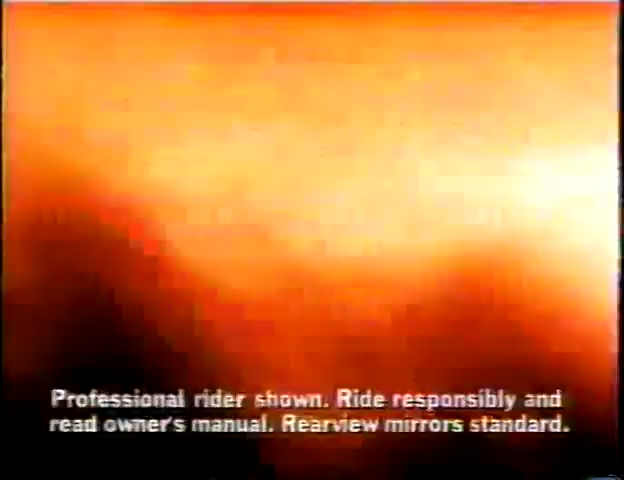 Professional rider shown. Ride responsibly and
read owner's manual. Rearview mirrors standard.